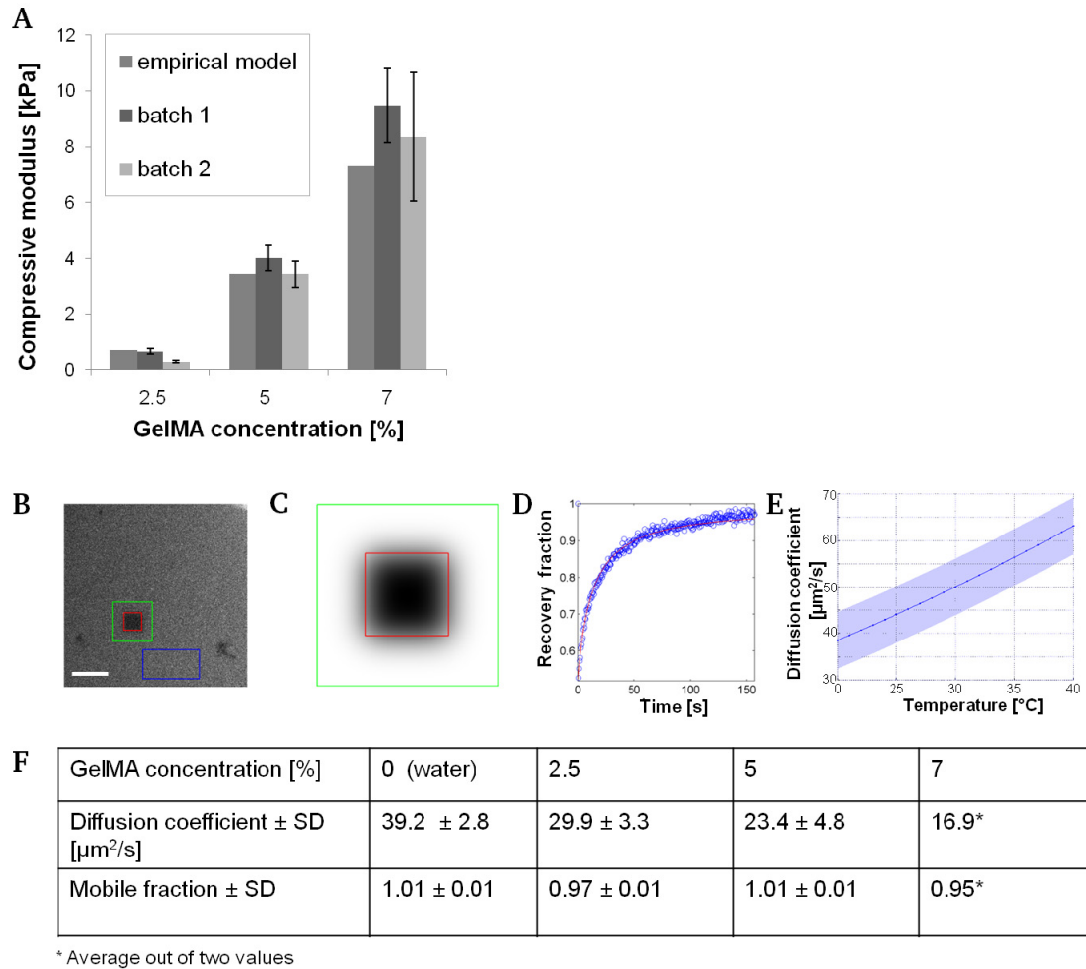 A
12
10
8
6
4
2
0
Compressive modulus [kPa]
empirical model
batch 1
batch 2
2.5 5 7
GelMA concentration [%]
B
C
D
1
0.9
0.8
0.7
0.6
Recovery fraction
0 50 100 150
Time [s]
E
70
60
50
40
30
Diffusion coefficient
[µm²/s]
0 25 30 35 40
Temperature [°C]
F
GelMA concentration [%] 0 (water) 2.5 5 7
Diffusion coefficient ± SD 39.2 ± 2.8 29.9 ± 3.3 23.4 ± 4.8 16.9*
[µm²/s]
Mobile fraction ± SD 1.01 ± 0.01 0.97 ± 0.01 1.01 ± 0.01 0.95*
* Average out of two values